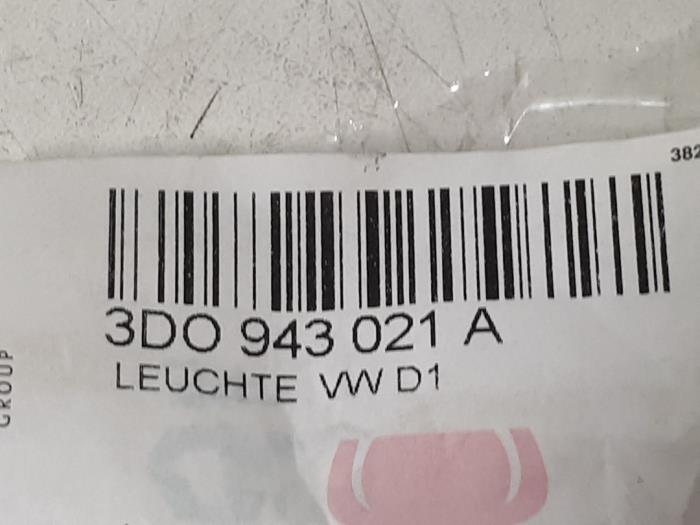 382
3D0 943 021 A
LEUCHTE VW D1
GROUP